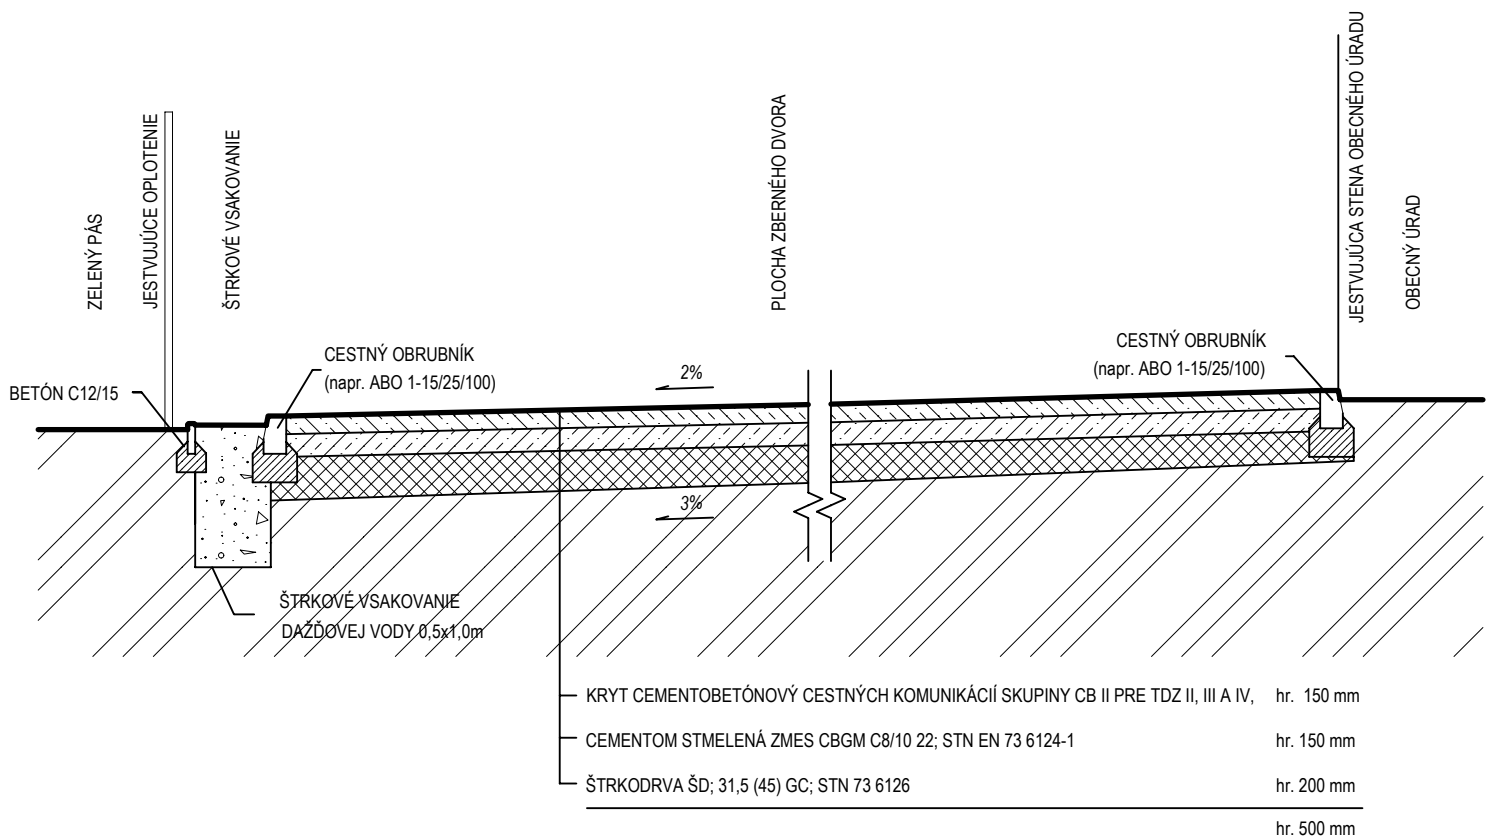 ZELENÝ PÁS
JESTVUJÚCE OPLOTENIE
ŠTRKOVÉ VSAKOVANIE
PLOCHA ZBERNÉHO DVORA
JESTVUJÚCA STENA OBECNÉHO ÚRADU
OBECNÝ ÚRAD
BETÓN C12/15
CESTNÝ OBRUBNÍK
(napr. ABO 1-15/25/100)
2%
CESTNÝ OBRUBNÍK
(napr. ABO 1-15/25/100)
3%
ŠTRKOVÉ VSAKOVANIE
DAŽĎOVEJ VODY 0,5x1,0m
KRYT CEMENTOBETÓNOVÝ CESTNÝCH KOMUNIKÁCIÍ SKUPINY CB II PRE TDZ II, III A IV, hr. 150 mm
CEMENTOM STMELENÁ ZMES CBGM C8/10 22; STN EN 73 6124-1 hr. 150 mm
ŠTRKODRVA ŠD; 31,5 (45) GC; STN 73 6126 hr. 200 mm
hr. 500 mm